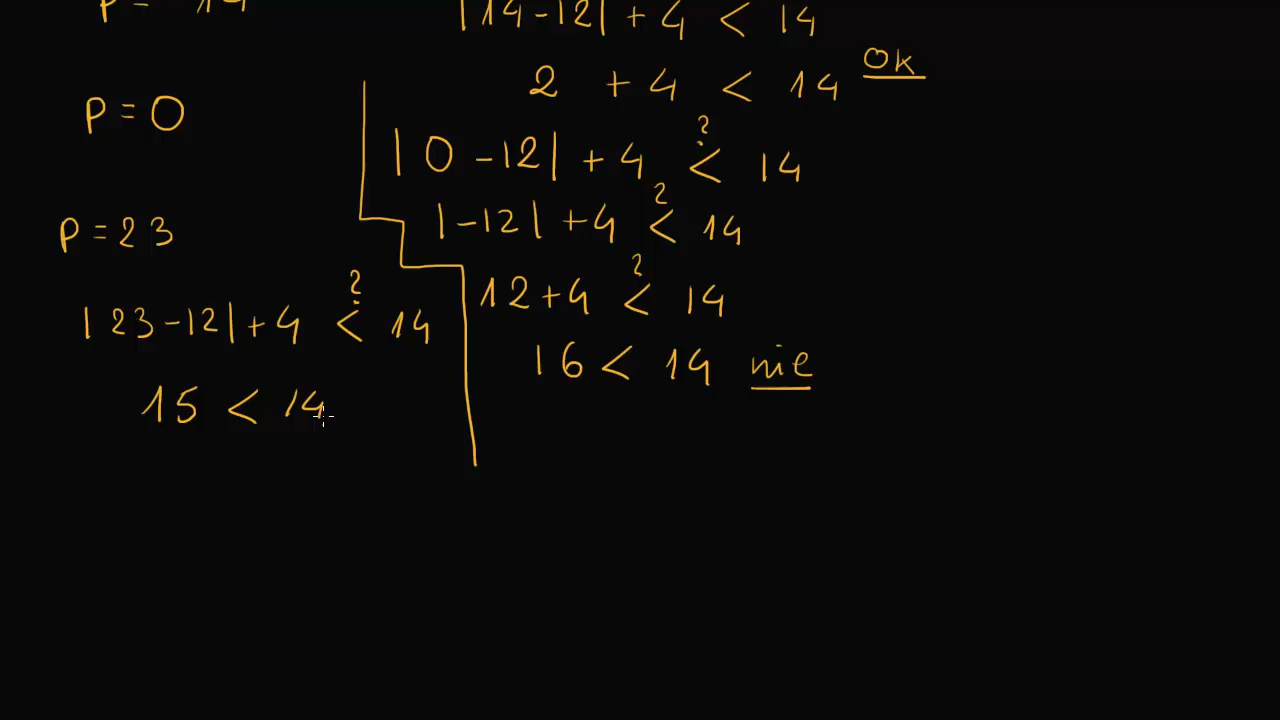 p = 14
|14-12| + 4 < 14
2 + 4 < 14 OK
p = 0
|0-12| + 4 ?< 14
|-12| + 4 ?< 14
12 + 4 ?< 14
16 < 14 nie
p = 23
|23-12| + 4 ?< 14
15 < 14